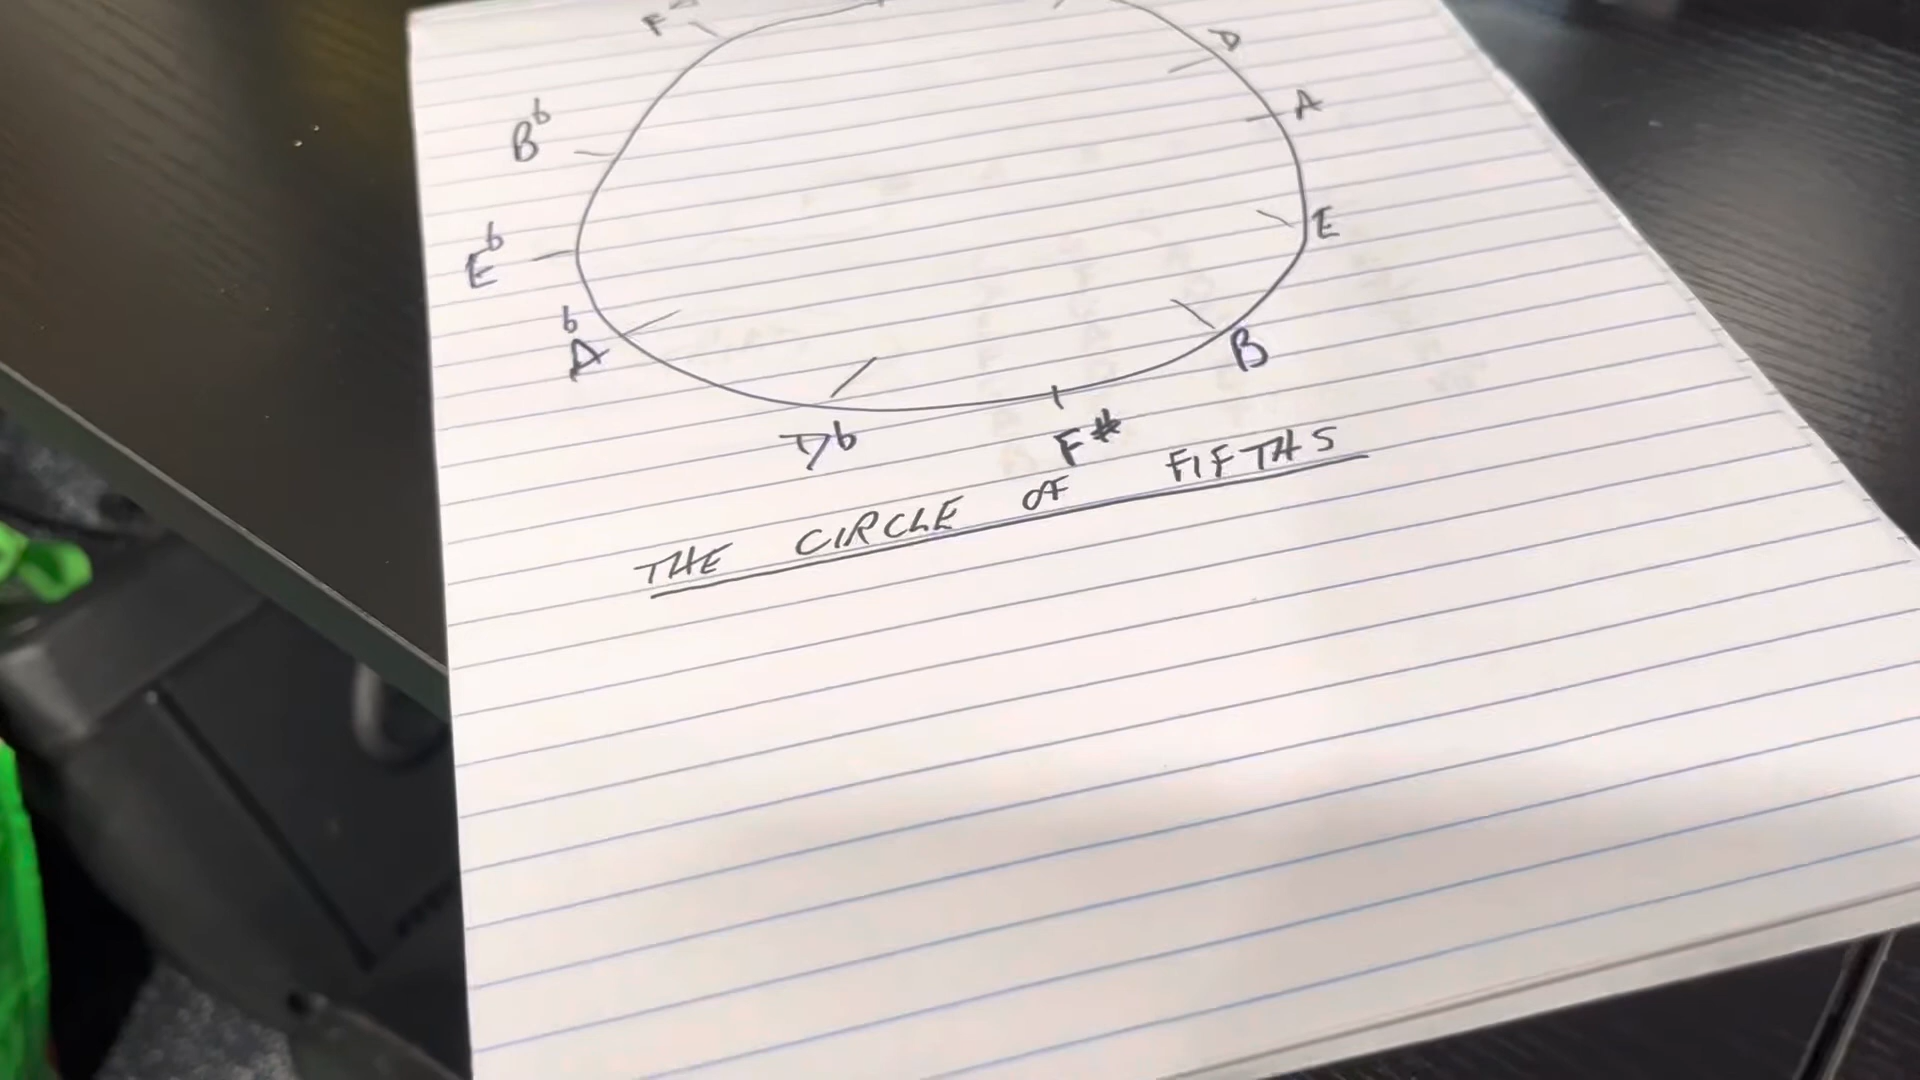 F
D
A
B♭
E
E♭
A♭
B
D♭
F#
THE CIRCLE OF FIFTHS